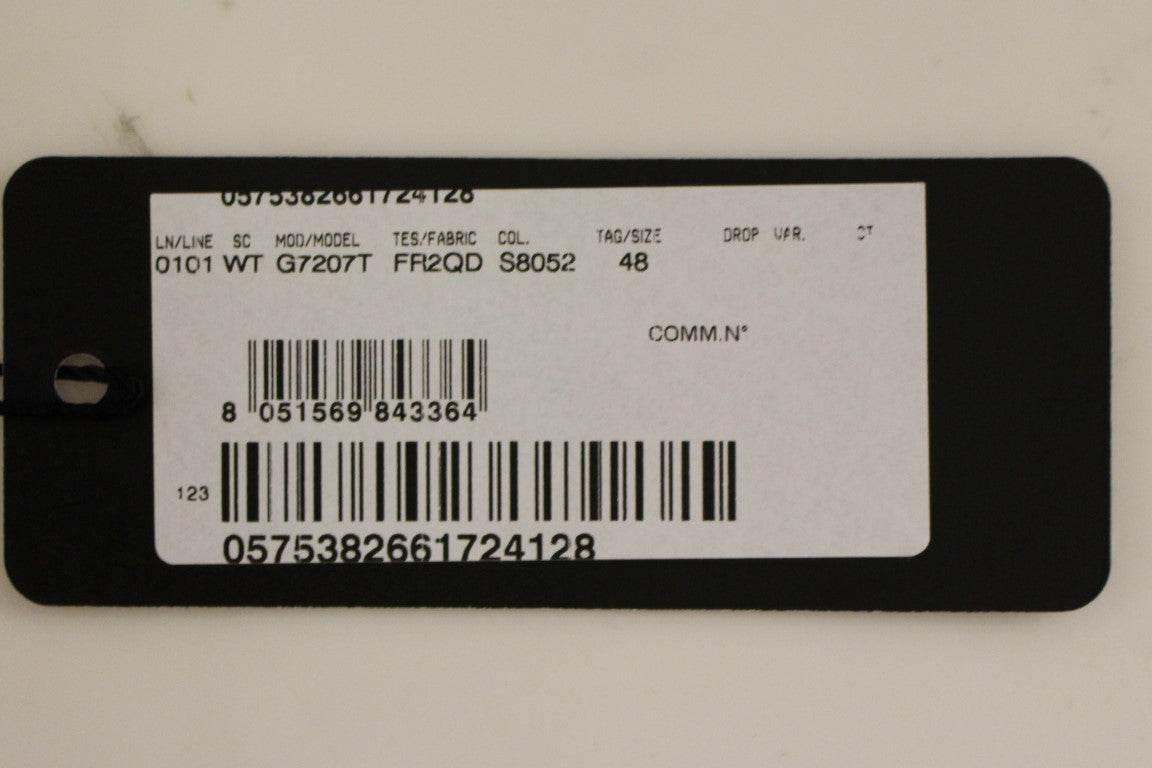 0575382661724128
LN/LINE SC MOD/MODEL TES/FABRIC COL. TAG/SIZE DROP VAR. CT
0101 WT G7207T FR2QD S8052 48
COMM.N°
8 051569 843364
123
0575382661724128